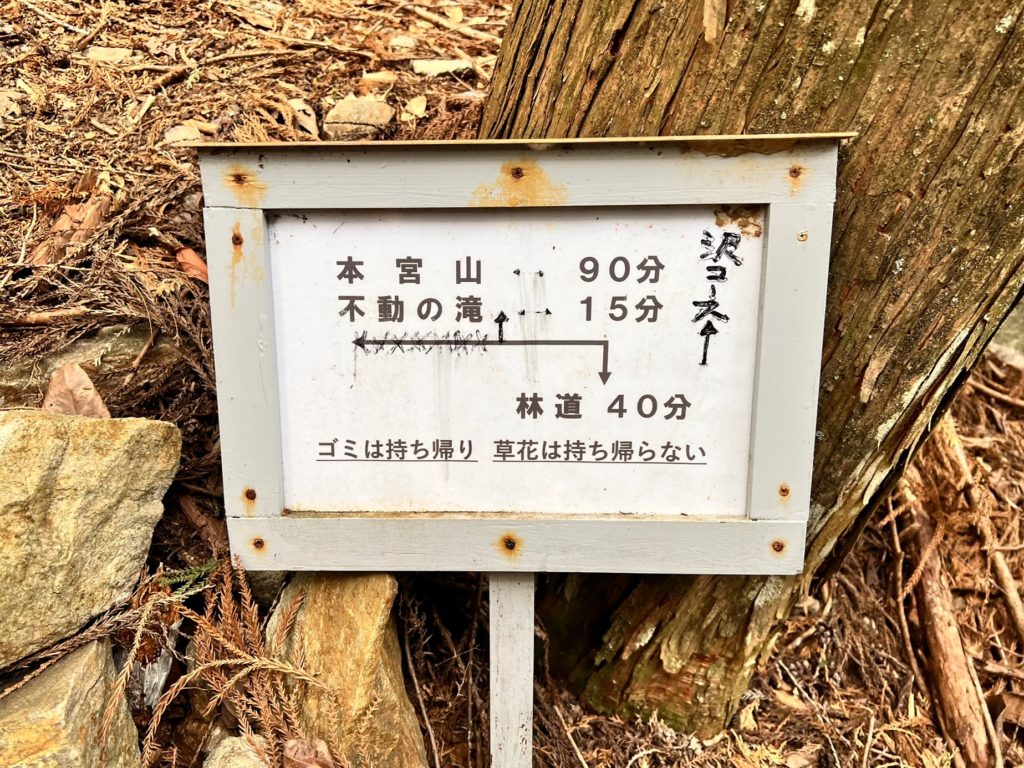 本宮山 ‥ 90分
不動の滝 ‥ 15分
林道 40分
ゴミは持ち帰り 草花は持ち帰らない
沢コース